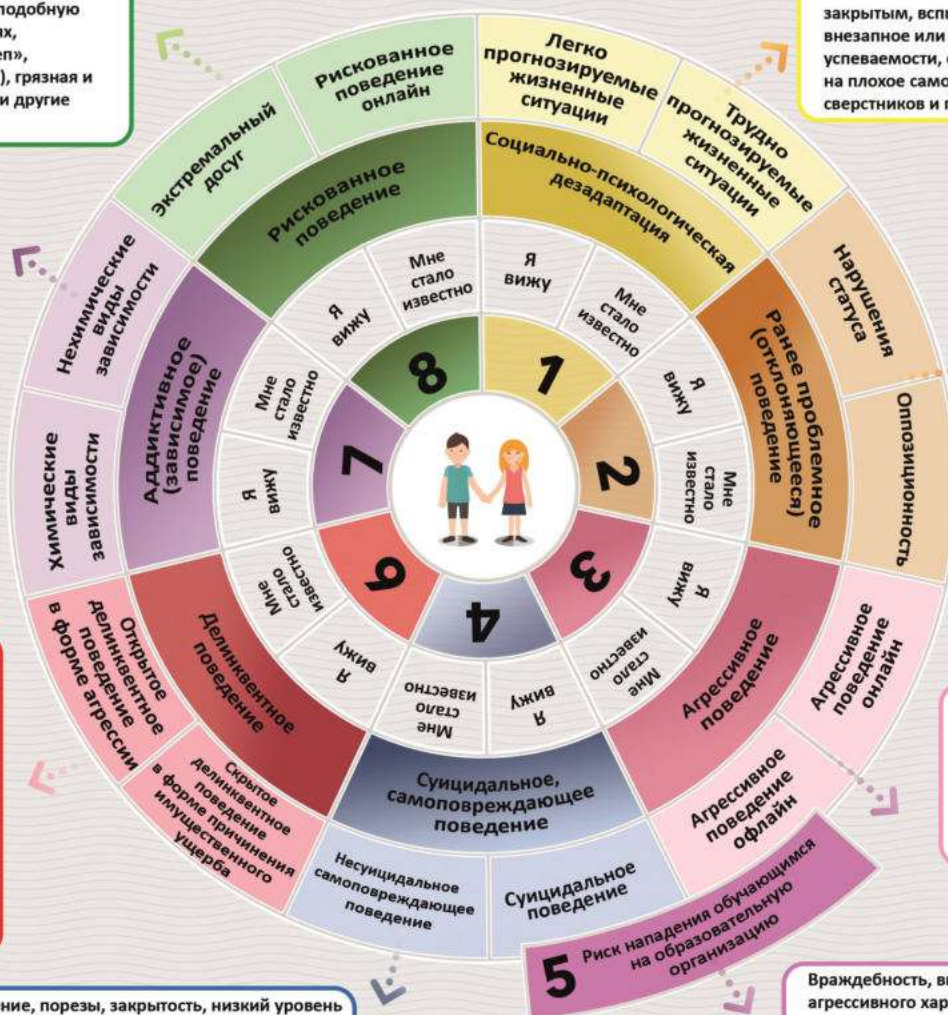 подобную
ях,
еп»,
), грязная и
и другие
закрытым, всп
внезапное или
успеваемости,
на плохое само
сверстников и
Легко
прогнозируемые
жизненные
ситуации
Трудно
прогнозируемые
жизненные
ситуации
Социально-психологическая
дезадаптация
Я
вижу
Мне
стало
известно
1
Нарушения
статуса
Оппозиционность
Ранее проблемное
(отклоняющееся)
поведение
Я
вижу
Мне
стало
известно
2
Агрессивное
поведение
онлайн
Агрессивное
поведение
офлайн
Агрессивное
поведение
Я
вижу
Мне
стало
известно
3
5 Риск нападения обучающимся
на образовательную
организацию
Суицидальное
поведение
Несуицидальное
самоповреждающее
поведение
Суицидальное,
самоповреждающее
поведение
Я
вижу
Мне
стало
известно
4
Скрытое
делинквентное
поведение
в форме причинения
имущественного
ущерба
Открытое
делинквентное
поведение
в форме агрессии
Делинквентное
поведение
Я
вижу
Мне
стало
известно
6
Химические
виды
зависимости
Нехимические
виды
зависимости
Аддиктивное
(зависимое)
поведение
Я
вижу
Мне
стало
известно
7
Экстремальный
досуг
Рискованное
поведение
онлайн
Рискованное
поведение
Я
вижу
Мне
стало
известно
8
ние, порезы, закрытость, низкий уровень
Враждебность,
агрессивного хар